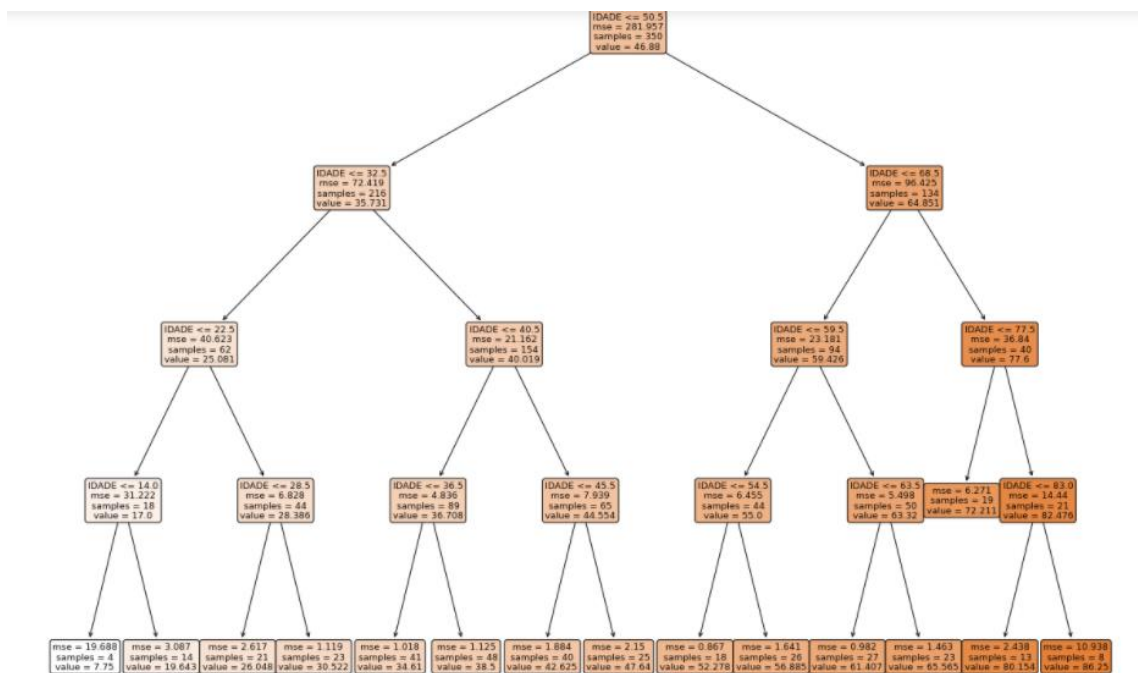 IDADE <= 50.5
mse = 281.957
samples = 350
value = 46.88
IDADE <= 32.5
mse = 72.419
samples = 216
value = 35.731
IDADE <= 68.5
mse = 96.425
samples = 134
value = 64.851
IDADE <= 22.5
mse = 40.623
samples = 62
value = 25.081
IDADE <= 40.5
mse = 21.162
samples = 154
value = 40.019
IDADE <= 59.5
mse = 23.181
samples = 94
value = 59.426
IDADE <= 77.5
mse = 36.84
samples = 40
value = 77.6
IDADE <= 14.0
mse = 31.222
samples = 18
value = 17.0
IDADE <= 28.5
mse = 6.828
samples = 44
value = 28.386
IDADE <= 36.5
mse = 4.836
samples = 89
value = 36.708
IDADE <= 45.5
mse = 7.939
samples = 65
value = 44.554
IDADE <= 54.5
mse = 6.455
samples = 44
value = 55.0
IDADE <= 63.5
mse = 5.498
samples = 50
value = 63.32
mse = 6.271
samples = 19
value = 72.211
IDADE <= 83.0
mse = 14.44
samples = 21
value = 82.476
mse = 19.688
samples = 4
value = 7.75
mse = 3.087
samples = 14
value = 19.643
mse = 2.617
samples = 21
value = 26.048
mse = 1.119
samples = 23
value = 30.522
mse = 1.018
samples = 41
value = 34.61
mse = 1.125
samples = 48
value = 38.5
mse = 1.884
samples = 40
value = 42.625
mse = 2.15
samples = 25
value = 47.64
mse = 0.867
samples = 18
value = 52.278
mse = 1.641
samples = 26
value = 56.885
mse = 0.982
samples = 27
value = 61.407
mse = 1.463
samples = 23
value = 65.565
mse = 2.438
samples = 13
value = 80.154
mse = 10.938
samples = 8
value = 86.25